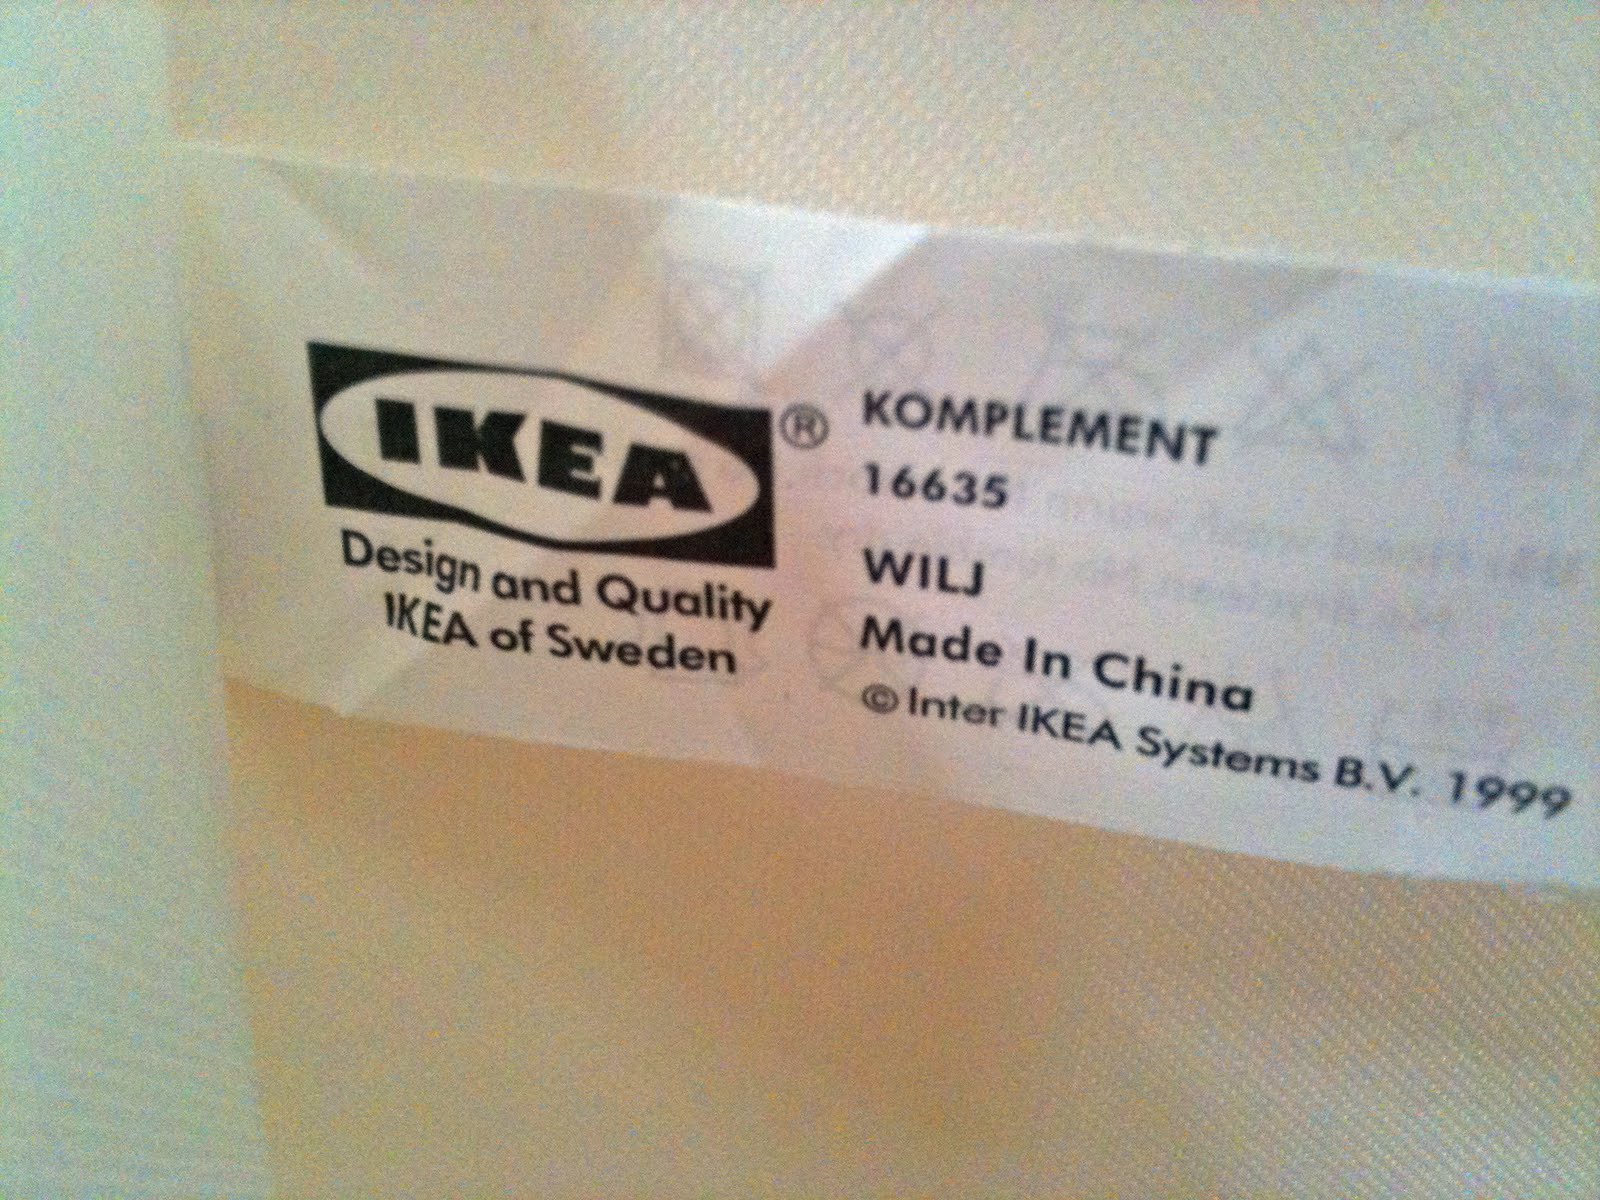 IKEA®
Design and Quality
IKEA of Sweden
KOMPLEMENT
16635
WILJ
Made In China
© Inter IKEA Systems B.V. 1999